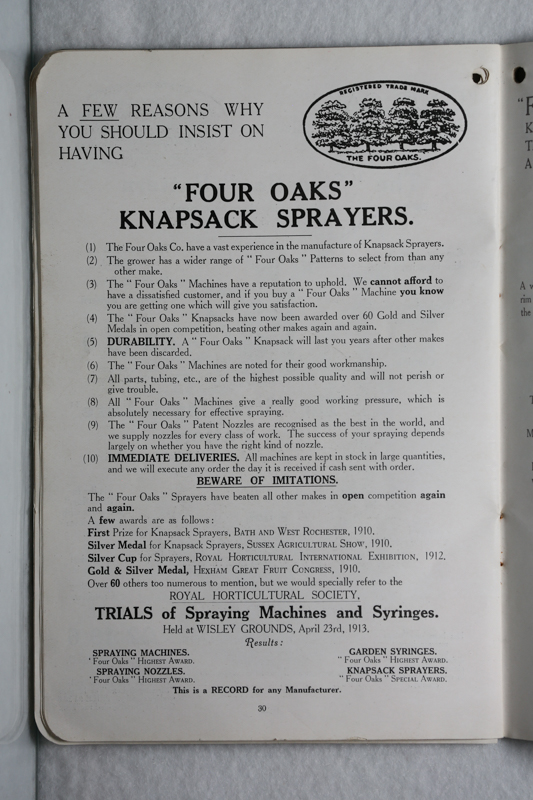 A FEW REASONS WHY
YOU SHOULD INSIST ON
HAVING
REGISTERED TRADE MARK
THE FOUR OAKS.
"FOUR OAKS"
KNAPSACK SPRAYERS.
(1) The Four Oaks Co. have a vast experience in the manufacture of Knapsack Sprayers.
(2) The grower has a wider range of "Four Oaks" Patterns to select from than any
other make.
(3) The "Four Oaks" Machines have a reputation to uphold. We cannot afford to
have a dissatisfied customer, and if you buy a "Four Oaks" Machine you know
you are getting one which will give you satisfaction.
(4) The "Four Oaks" Knapsacks have now been awarded over 60 Gold and Silver
Medals in open competition, beating other makes again and again.
(5) DURABILITY. A "Four Oaks" Knapsack will last you years after other makes
have been discarded.
(6) The "Four Oaks" Machines are noted for their good workmanship.
(7) All parts, tubing, etc., are of the highest possible quality and will not perish or
give trouble.
(8) All "Four Oaks" Machines give a really good working pressure, which is
absolutely necessary for effective spraying.
(9) The "Four Oaks" Patent Nozzles are recognised as the best in the world, and
we supply nozzles for every class of work. The success of your spraying depends
largely on whether you have the right kind of nozzle.
(10) IMMEDIATE DELIVERIES. All machines are kept in stock in large quantities,
and we will execute any order the day it is received if cash sent with order.
BEWARE OF IMITATIONS.
The "Four Oaks" Sprayers have beaten all other makes in open competition again
and again.
A few awards are as follows:
First Prize for Knapsack Sprayers, BATH AND WEST ROCHESTER, 1910.
Silver Medal for Knapsack Sprayers, SUSSEX AGRICULTURAL SHOW, 1910.
Silver Cup for Sprayers, ROYAL HORTICULTURAL INTERNATIONAL EXHIBITION, 1912.
Gold & Silver Medal, HEXHAM GREAT FRUIT CONGRESS, 1910.
Over 60 others too numerous to mention, but we would specially refer to the
ROYAL HORTICULTURAL SOCIETY,
TRIALS of Spraying Machines and Syringes.
Held at WISLEY GROUNDS, April 23rd, 1913.
Results:
SPRAYING MACHINES.
"Four Oaks" HIGHEST AWARD.
SPRAYING NOZZLES.
"Four Oaks" HIGHEST AWARD.
GARDEN SYRINGES.
"Four Oaks" HIGHEST AWARD.
KNAPSACK SPRAYERS.
"Four Oaks" SPECIAL AWARD.
This is a RECORD for any Manufacturer.
30